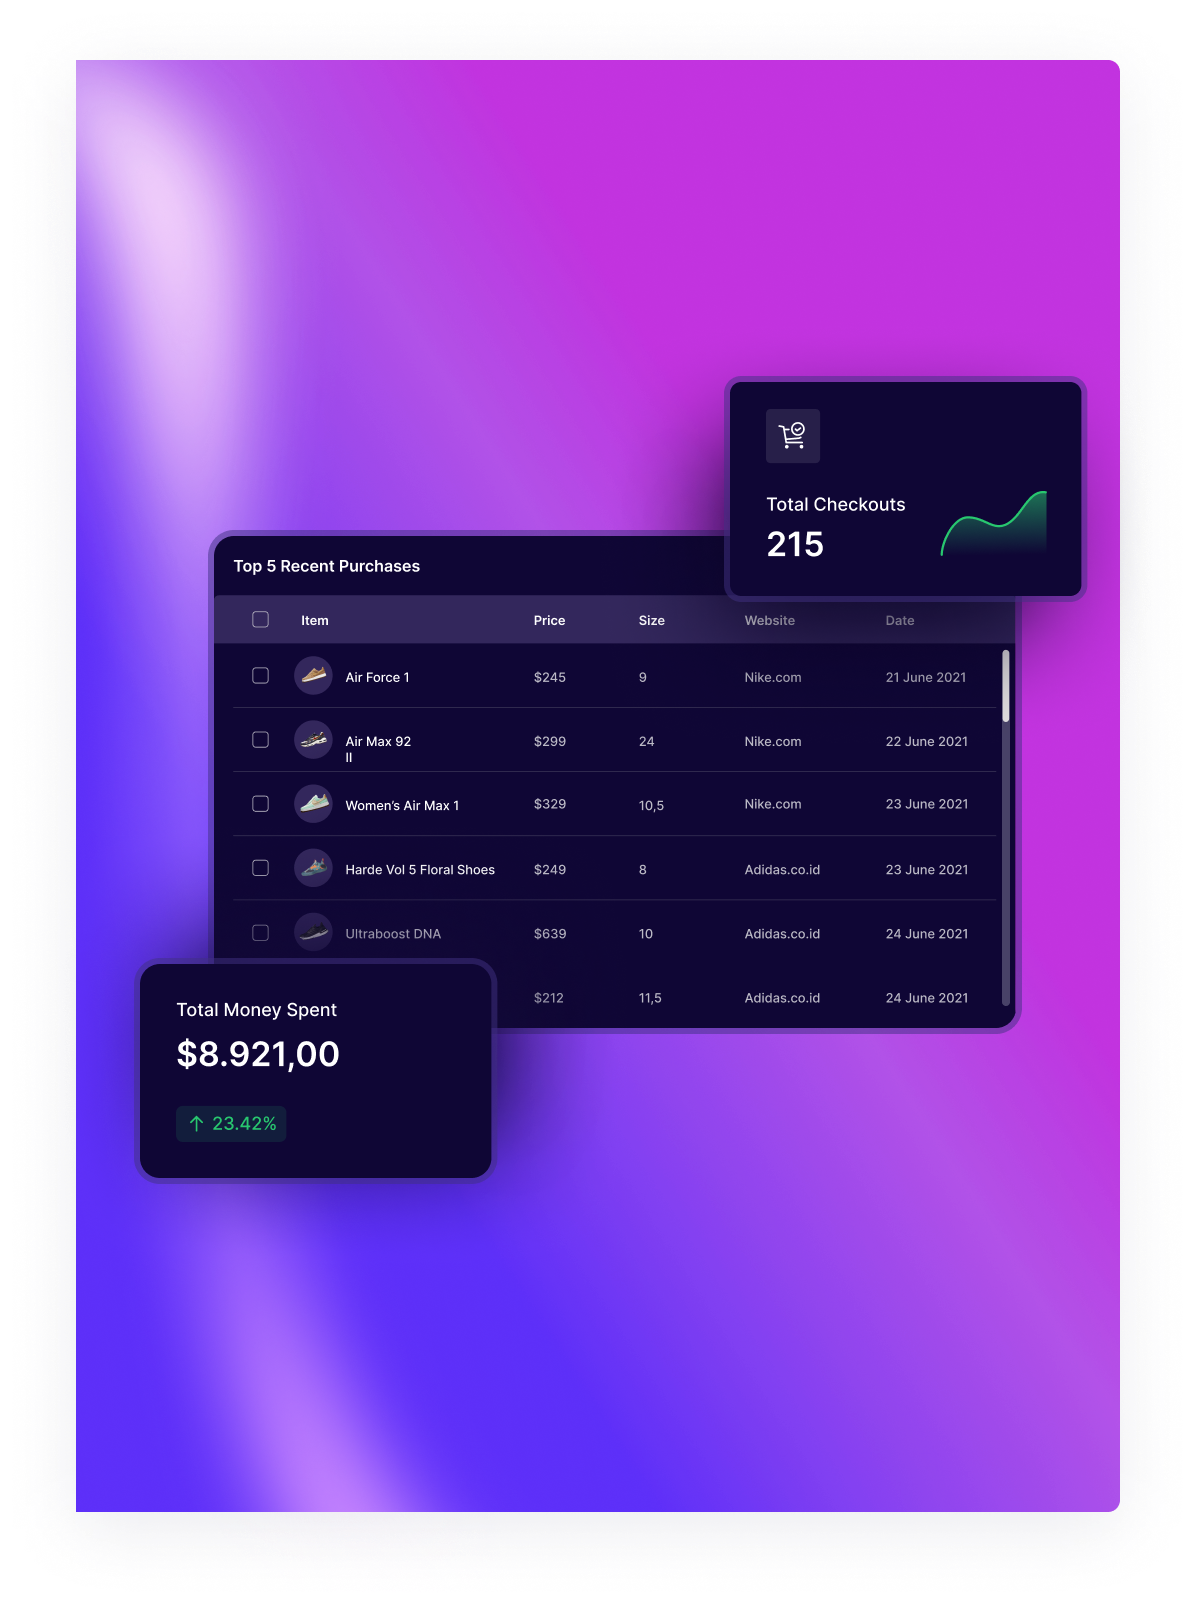 Total Checkouts
215
Top 5 Recent Purchases
Item Price Size Website Date
Air Force 1 $245 9 Nike.com 21 June 2021
Air Max 92 $299 24 Nike.com 22 June 2021
II
Women's Air Max 1 $329 10,5 Nike.com 23 June 2021
Harde Vol 5 Floral Shoes $249 8 Adidas.co.id 23 June 2021
Ultraboost DNA $639 10 Adidas.co.id 24 June 2021
$212 11,5 Adidas.co.id 24 June 2021
Total Money Spent
$8.921,00
↑ 23.42%